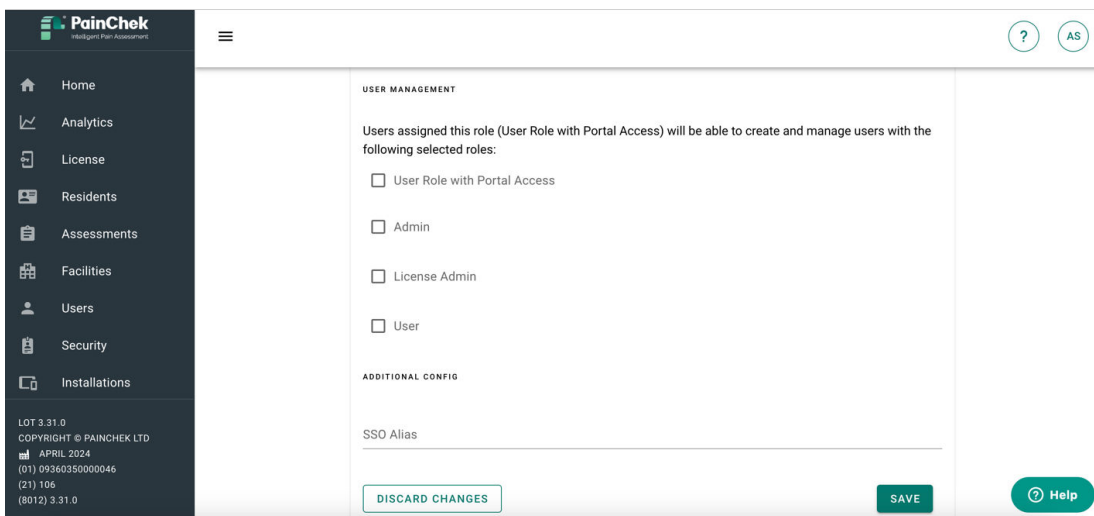 PainChek
Intelligent Pain Assessment
?
AS
Home
Analytics
License
Residents
Assessments
Facilities
Users
Security
Installations
LOT 3.31.0
COPYRIGHT © PAINCHEK LTD
APRIL 2024
(01) 09360350000046
(21) 106
(8012) 3.31.0
USER MANAGEMENT
Users assigned this role (User Role with Portal Access) will be able to create and manage users with the
following selected roles:
User Role with Portal Access
Admin
License Admin
User
ADDITIONAL CONFIG
SSO Alias
DISCARD CHANGES
SAVE
? Help